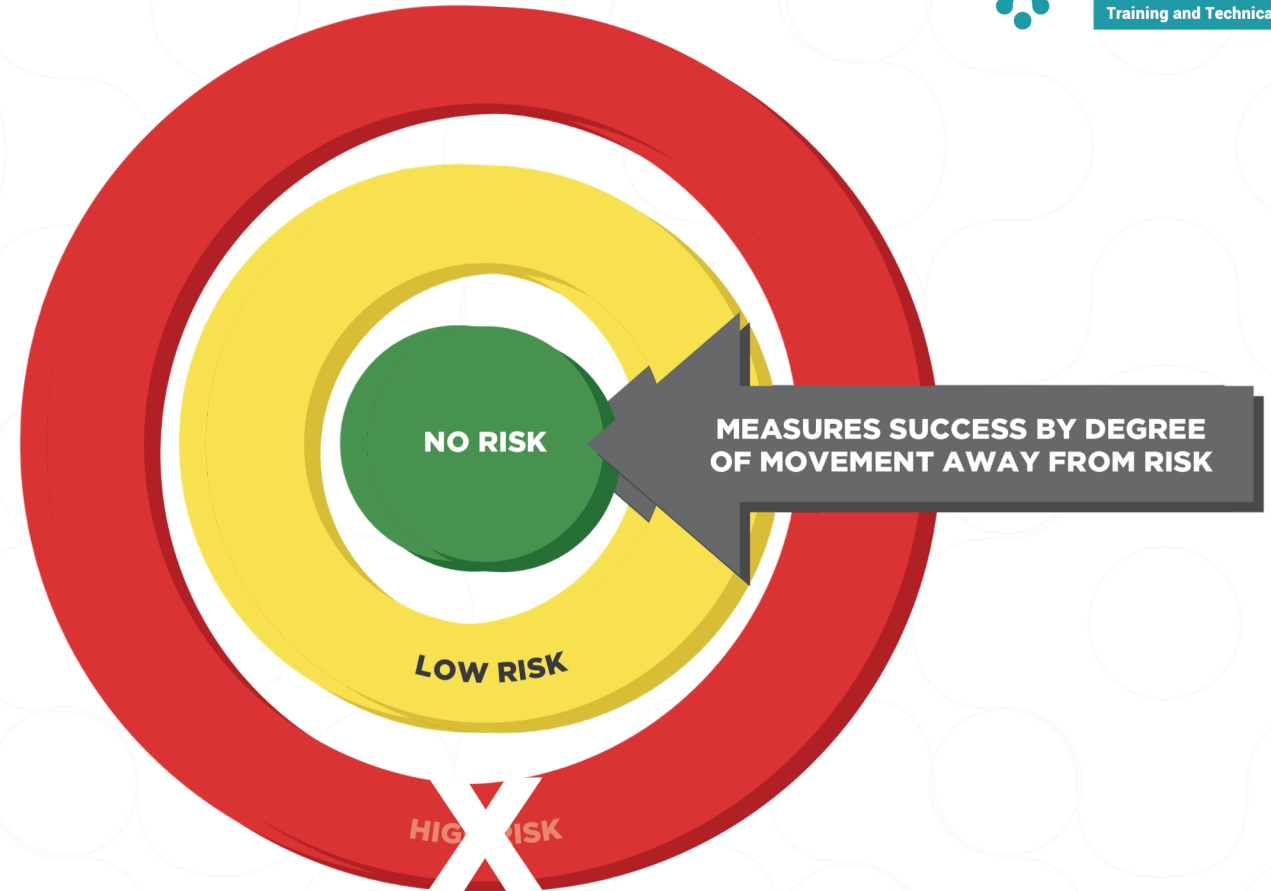 Training and Technica
NO RISK
MEASURES SUCCESS BY DEGREE
OF MOVEMENT AWAY FROM RISK
LOW RISK
X